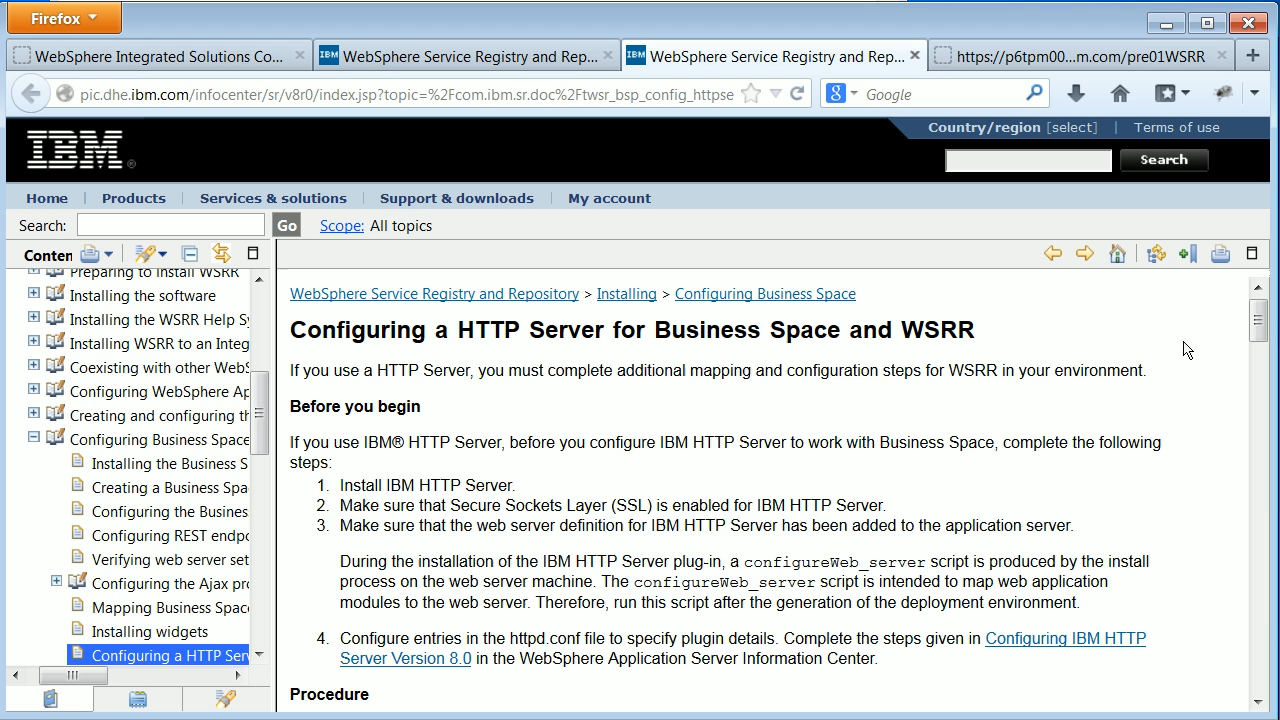 Firefox
WebSphere Integrated Solutions Co...
IBM WebSphere Service Registry and Rep...
IBM WebSphere Service Registry and Rep...
https://p6tpm00...m.com/pre01WSRR
pic.dhe.ibm.com/infocenter/sr/v8r0/index.jsp?topic=%2Fcom.ibm.sr.doc%2Ftwsr_bsp_config_httpse
Google
Country/region [select] | Terms of use
IBM®
Search
Home | Products | Services & solutions | Support & downloads | My account
Search:
Go
Scope: All topics
Conten
Preparing to install WSRR
Installing the software
Installing the WSRR Help Sy
Installing WSRR to an Integ
Coexisting with other WebS
Configuring WebSphere Ap
Creating and configuring th
Configuring Business Space
Installing the Business S
Creating a Business Spa
Configuring the Busines
Configuring REST endpo
Verifying web server set
Configuring the Ajax pro
Mapping Business Space
Installing widgets
Configuring a HTTP Serv
WebSphere Service Registry and Repository > Installing > Configuring Business Space
Configuring a HTTP Server for Business Space and WSRR
If you use a HTTP Server, you must complete additional mapping and configuration steps for WSRR in your environment.
Before you begin
If you use IBM® HTTP Server, before you configure IBM HTTP Server to work with Business Space, complete the following
steps:
1. Install IBM HTTP Server.
2. Make sure that Secure Sockets Layer (SSL) is enabled for IBM HTTP Server.
3. Make sure that the web server definition for IBM HTTP Server has been added to the application server.
During the installation of the IBM HTTP Server plug-in, a configureWeb_server script is produced by the install
process on the web server machine. The configureWeb_server script is intended to map web application
modules to the web server. Therefore, run this script after the generation of the deployment environment.
4. Configure entries in the httpd.conf file to specify plugin details. Complete the steps given in Configuring IBM HTTP
Server Version 8.0 in the WebSphere Application Server Information Center.
Procedure